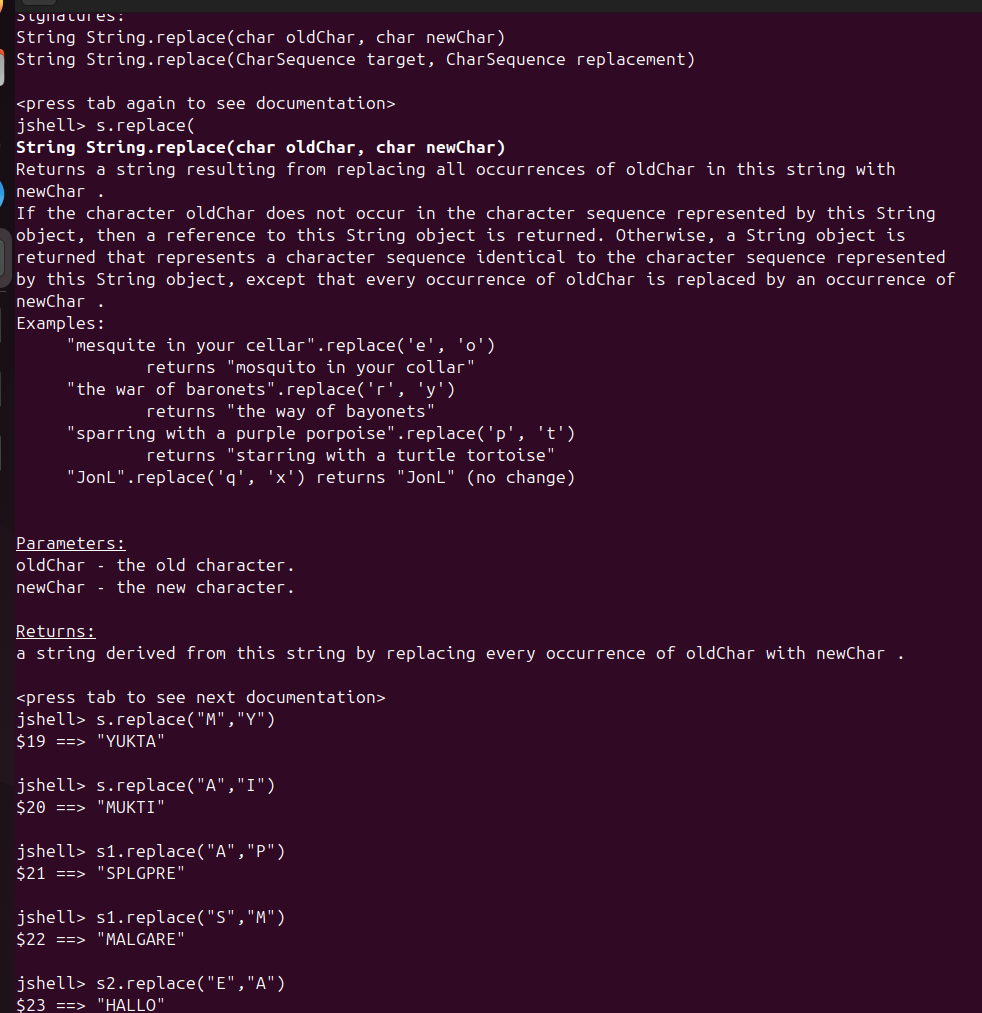 Signatures:
String String.replace(char oldChar, char newChar)
String String.replace(CharSequence target, CharSequence replacement)
<press tab again to see documentation>
jshell> s.replace(
String String.replace(char oldChar, char newChar)
Returns a string resulting from replacing all occurrences of oldChar in this string with
newChar .
If the character oldChar does not occur in the character sequence represented by this String
object, then a reference to this String object is returned. Otherwise, a String object is
returned that represents a character sequence identical to the character sequence represented
by this String object, except that every occurrence of oldChar is replaced by an occurrence of
newChar .
Examples:
"mesquite in your cellar".replace('e', 'o')
returns "mosquito in your collar"
"the war of baronets".replace('r', 'y')
returns "the way of bayonets"
"sparring with a purple porpoise".replace('p', 't')
returns "starring with a turtle tortoise"
"JonL".replace('q', 'x') returns "JonL" (no change)
Parameters:
oldChar - the old character.
newChar - the new character.
Returns:
a string derived from this string by replacing every occurrence of oldChar with newChar .
<press tab to see next documentation>
jshell> s.replace("M","Y")
$19 ==> "YUKTA"
jshell> s.replace("A","I")
$20 ==> "MUKTI"
jshell> s1.replace("A","P")
$21 ==> "SPLGPRE"
jshell> s1.replace("S","M")
$22 ==> "MALGARE"
jshell> s2.replace("E","A")
$23 ==> "HALLO"